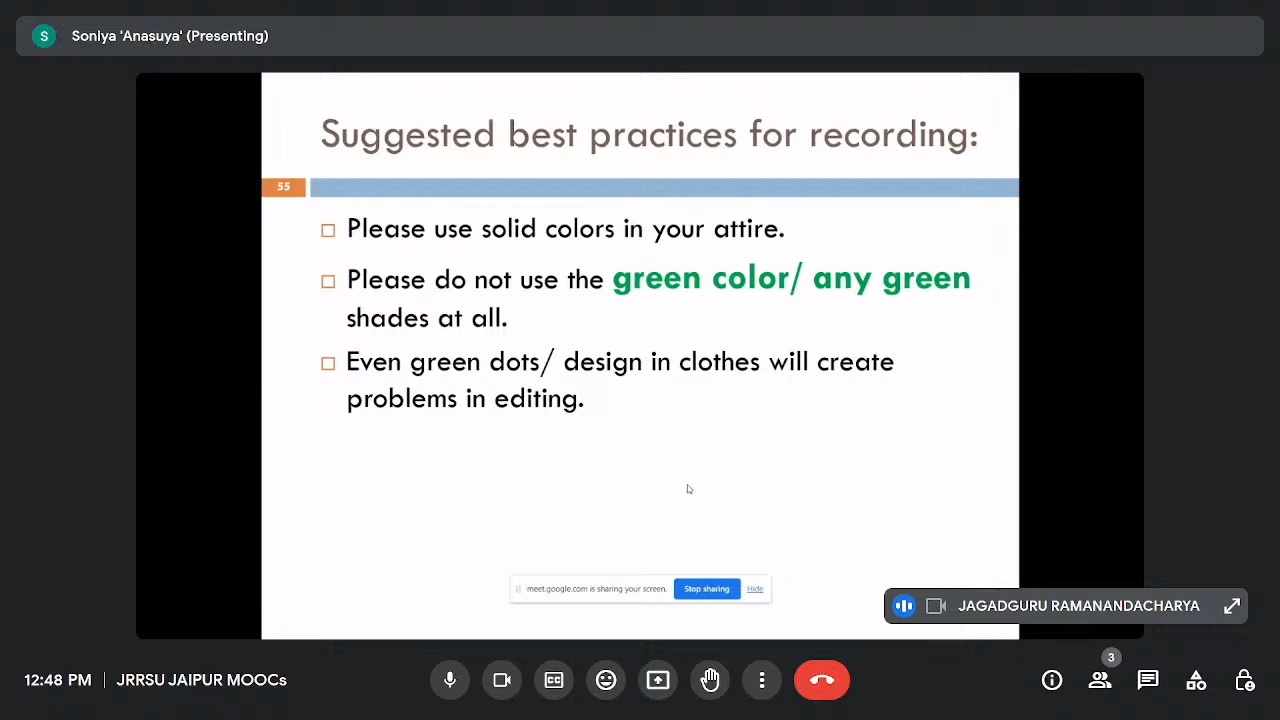 S Soniya 'Anasuya' (Presenting)
Suggested best practices for recording:
55
Please use solid colors in your attire.
Please do not use the green color/ any green
shades at all.
Even green dots/ design in clothes will create
problems in editing.
meet.google.com is sharing your screen. Stop sharing Hide
JAGADGURU RAMANANDACHARYA
3
12:48 PM | JRRSU JAIPUR MOOCs